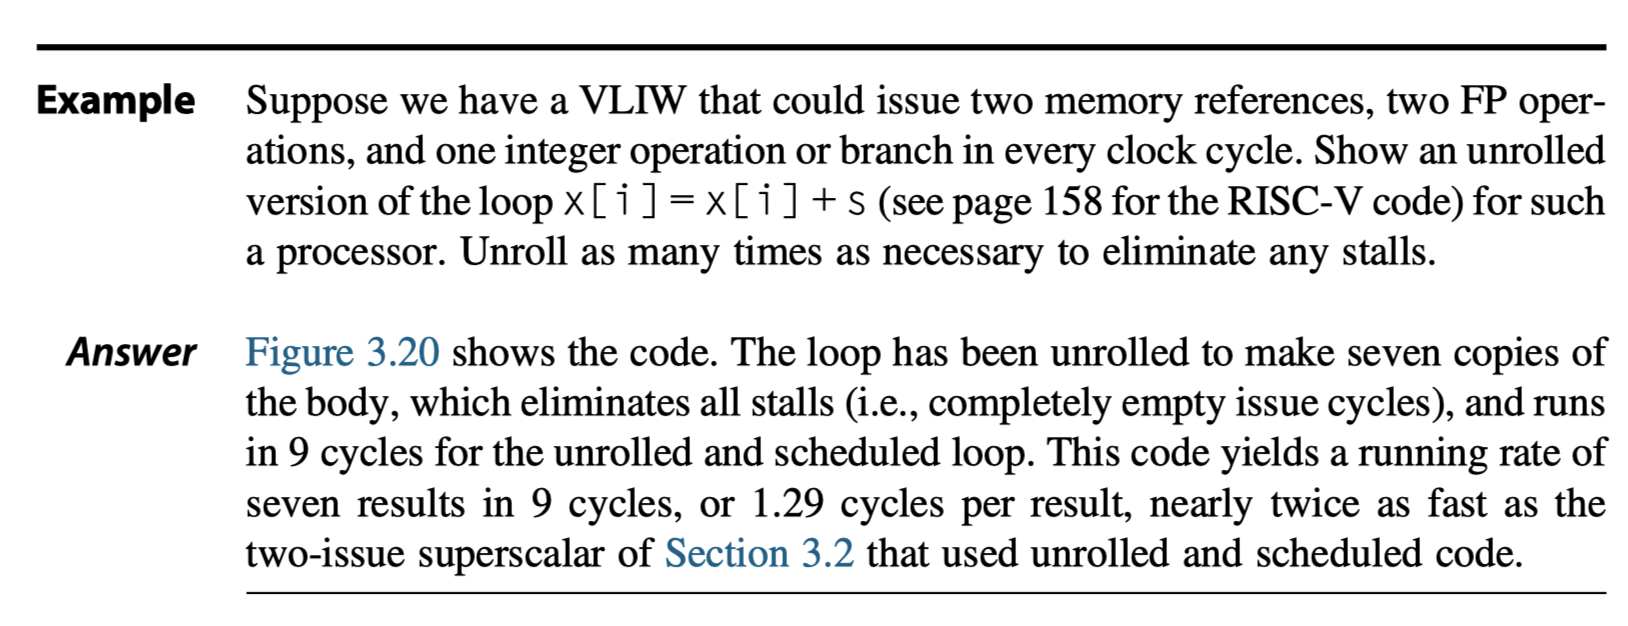 Example Suppose we have a VLIW that could issue two memory references, two FP oper-
ations, and one integer operation or branch in every clock cycle. Show an unrolled
version of the loop x[i] = x[i] + s (see page 158 for the RISC-V code) for such
a processor. Unroll as many times as necessary to eliminate any stalls.
Answer Figure 3.20 shows the code. The loop has been unrolled to make seven copies of
the body, which eliminates all stalls (i.e., completely empty issue cycles), and runs
in 9 cycles for the unrolled and scheduled loop. This code yields a running rate of
seven results in 9 cycles, or 1.29 cycles per result, nearly twice as fast as the
two-issue superscalar of Section 3.2 that used unrolled and scheduled code.